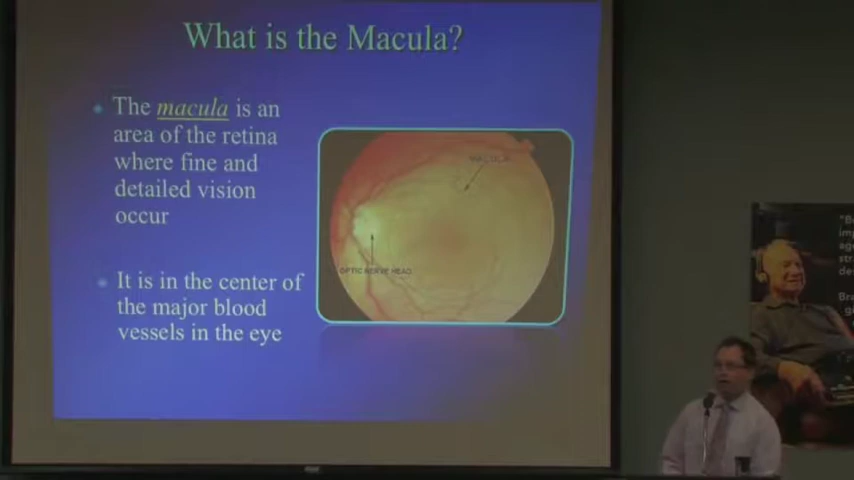 What is the Macula?
The macula is an
area of the retina
where fine and
detailed vision
occur
It is in the center of
the major blood
vessels in the eye
MACULA
OPTIC NERVE HEAD